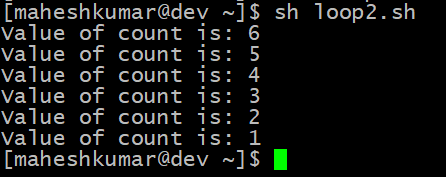 [maheshkumar@dev ~]$ sh loop2.sh
Value of count is: 6
Value of count is: 5
Value of count is: 4
Value of count is: 3
Value of count is: 2
Value of count is: 1
[maheshkumar@dev ~]$